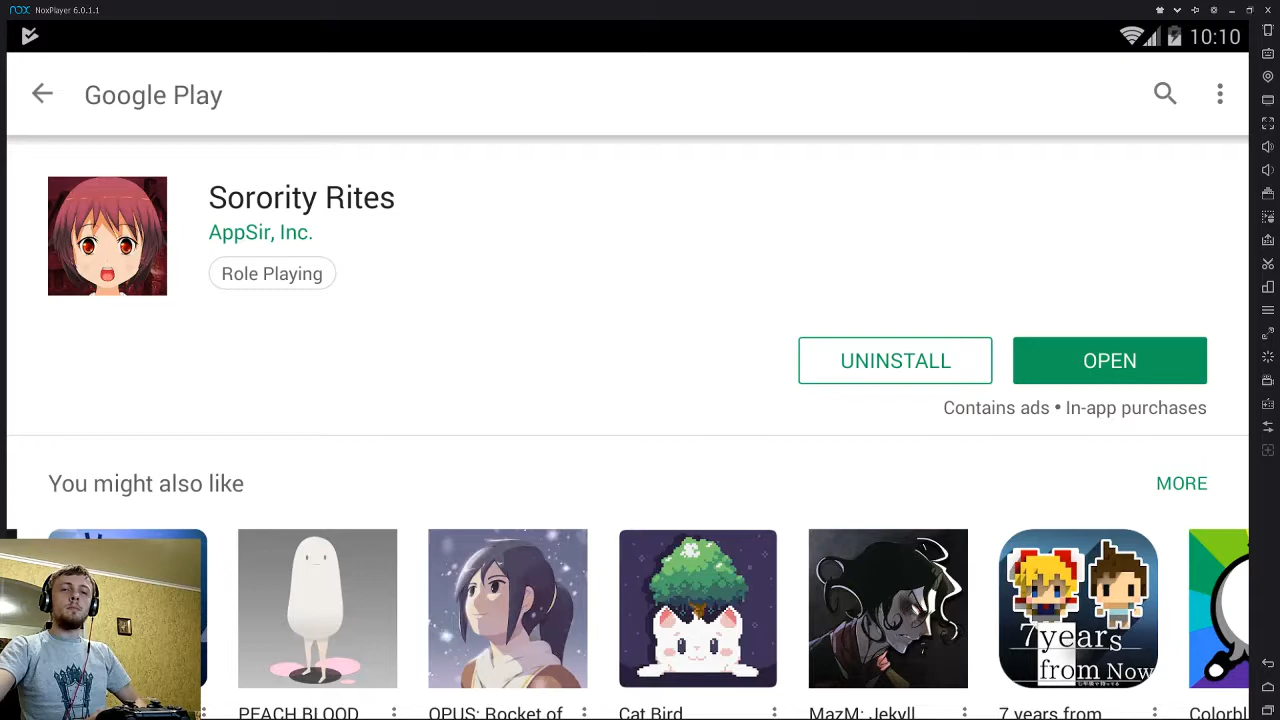 nox NoxPlayer 6.0.1.1
10:10
Google Play
Sorority Rites
AppSir, Inc.
Role Playing
UNINSTALL
OPEN
Contains ads • In-app purchases
You might also like
MORE
7years
from Now
PEACH BLOOD
OPUS: Rocket of
Cat Bird
MazM: Jekyll
7 years from
Colorbl